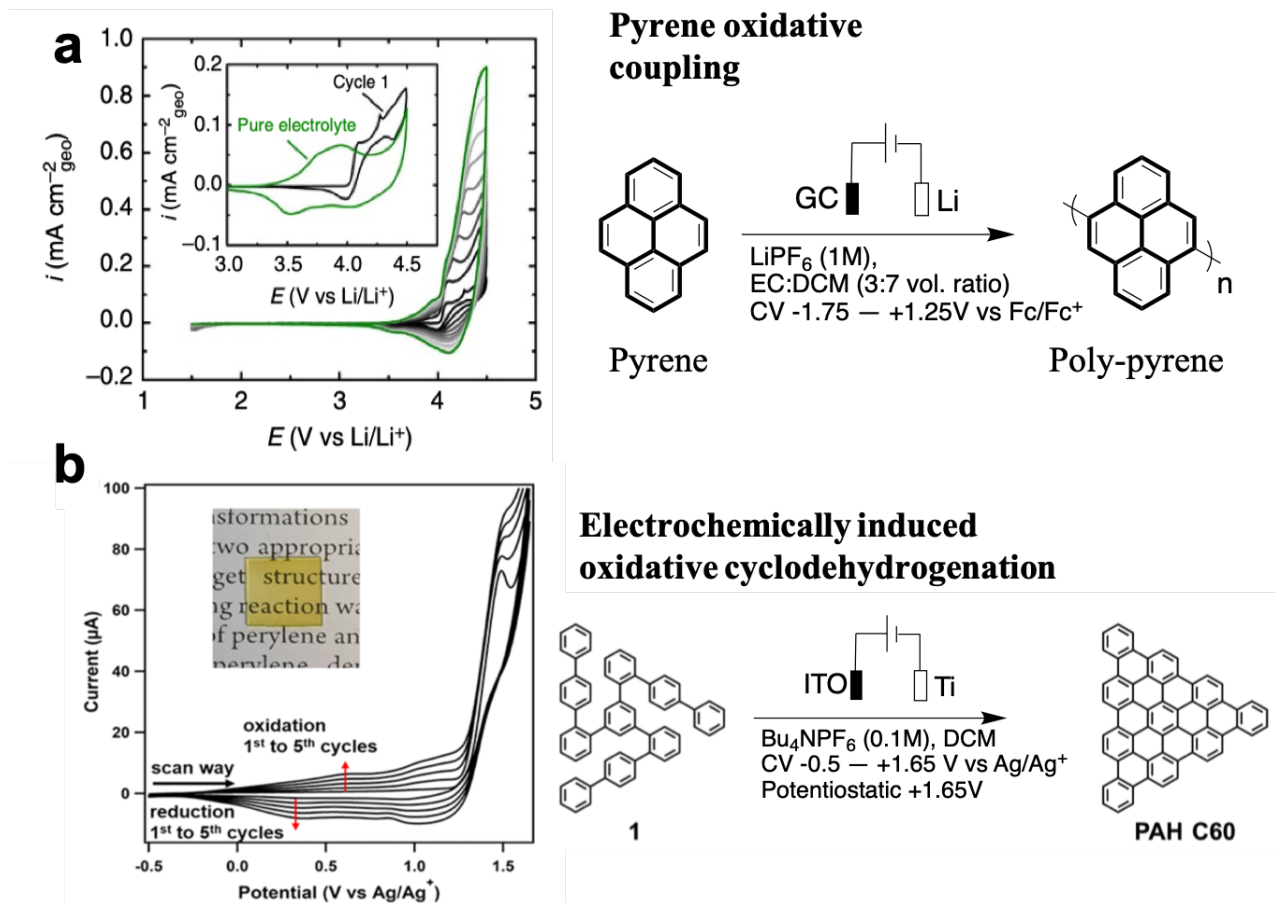 a
1.0
0.8
0.6
0.4
0.2
0.0
−0.2
i (mA cm⁻²geo)
1 2 3 4 5
E (V vs Li/Li⁺)
0.2
0.1
0.0
−0.1
i (mA cm⁻²geo)
Cycle 1
Pure electrolyte
3.0 3.5 4.0 4.5
E (V vs Li/Li⁺)
Pyrene oxidative
coupling
GC Li
LiPF₆ (1M),
EC:DCM (3:7 vol. ratio)
CV -1.75 — +1.25V vs Fc/Fc⁺
n
Pyrene
Poly-pyrene
b
100
80
60
40
20
0
Current (µA)
sformations
two appropria
get structure
ng reaction wa
of perylene an
perylene der
oxidation
1st to 5th cycles
scan way
reduction
1st to 5th cycles
-0.5 0.0 0.5 1.0 1.5
Potential (V vs Ag/Ag⁺)
Electrochemically induced
oxidative cyclodehydrogenation
ITO Ti
Bu₄NPF₆ (0.1M), DCM
CV -0.5 — +1.65 V vs Ag/Ag⁺
Potentiostatic +1.65V
1
PAH C60